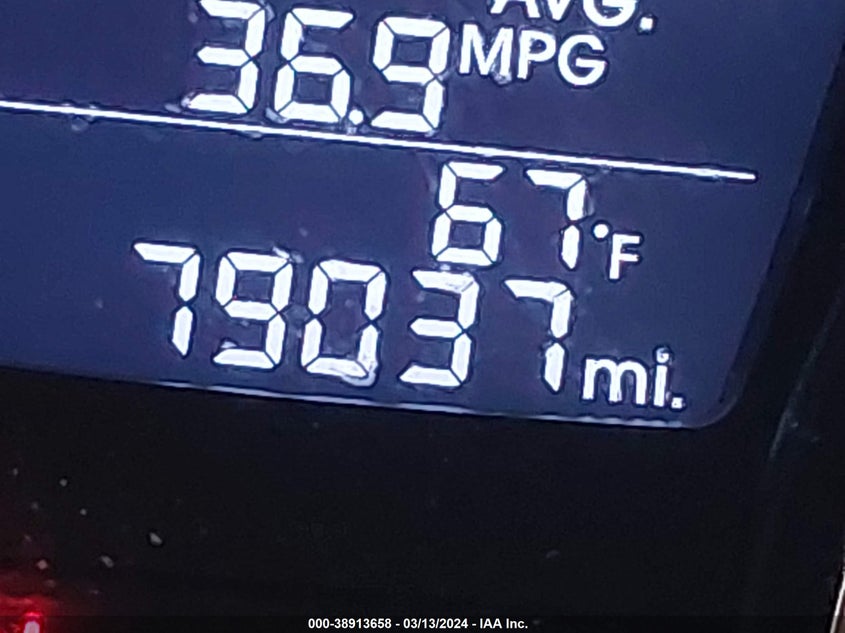 AVG.
36.9 MPG
67°F
79037 mi.
000-38913658 - 03/13/2024 - IAA Inc.